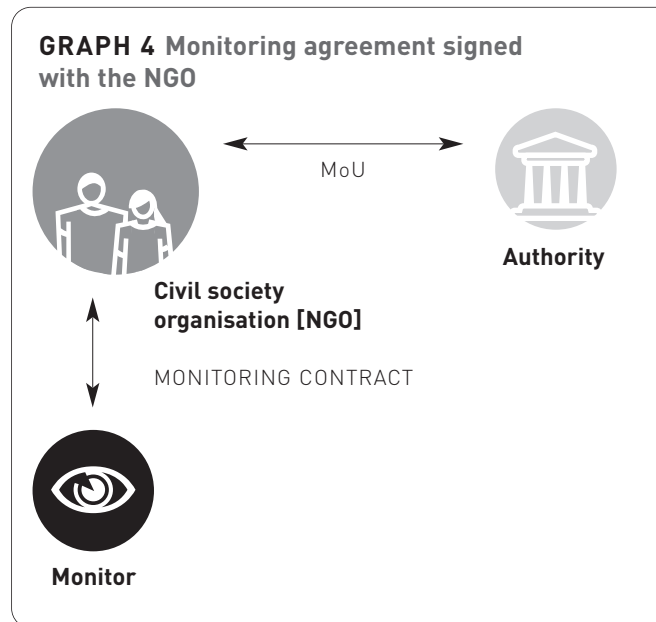 GRAPH 4 Monitoring agreement signed
with the NGO
MoU
Authority
Civil society
organisation [NGO]
MONITORING CONTRACT
Monitor